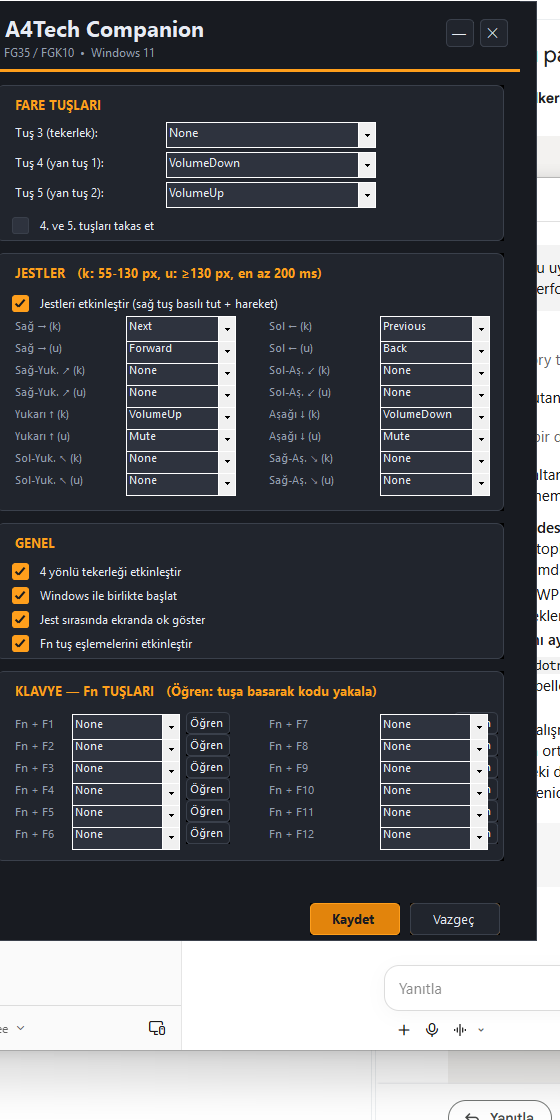 A4Tech Companion
FG35 / FGK10 • Windows 11
FARE TUŞLARI
Tuş 3 (tekerlek): None
Tuş 4 (yan tuş 1): VolumeDown
Tuş 5 (yan tuş 2): VolumeUp
4. ve 5. tuşları takas et
JESTLER (k: 55-130 px, u: ≥130 px, en az 200 ms)
Jestleri etkinleştir (sağ tuş basılı tut + hareket)
Sağ → (k) Next Sol ← (k) Previous
Sağ → (u) Forward Sol ← (u) Back
Sağ-Yuk. ↗ (k) None Sol-Aş. ↙ (k) None
Sağ-Yuk. ↗ (u) None Sol-Aş. ↙ (u) None
Yukarı ↑ (k) VolumeUp Aşağı ↓ (k) VolumeDown
Yukarı ↑ (u) Mute Aşağı ↓ (u) Mute
Sol-Yuk. ↖ (k) None Sağ-Aş. ↘ (k) None
Sol-Yuk. ↖ (u) None Sağ-Aş. ↘ (u) None
GENEL
4 yönlü tekerleği etkinleştir
Windows ile birlikte başlat
Jest sırasında ekranda ok göster
Fn tuş eşlemelerini etkinleştir
KLAVYE — Fn TUŞLARI (Öğren: tuşa basarak kodu yakala)
Fn + F1 None Öğren Fn + F7 None
Fn + F2 None Öğren Fn + F8 None
Fn + F3 None Öğren Fn + F9 None
Fn + F4 None Öğren Fn + F10 None
Fn + F5 None Öğren Fn + F11 None
Fn + F6 None Öğren Fn + F12 None
Kaydet Vazgeç
Yanıtla
Yanıtla